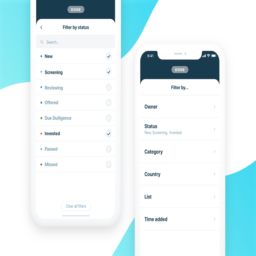 Filter by status
Search..
New
Screening
Reviewing
Offered
Due Diligence
Invested
Passed
Missed
Clear all filters
Filter by...
Owner
Status
New, Screening, Invested
Category
Country
List
Time added